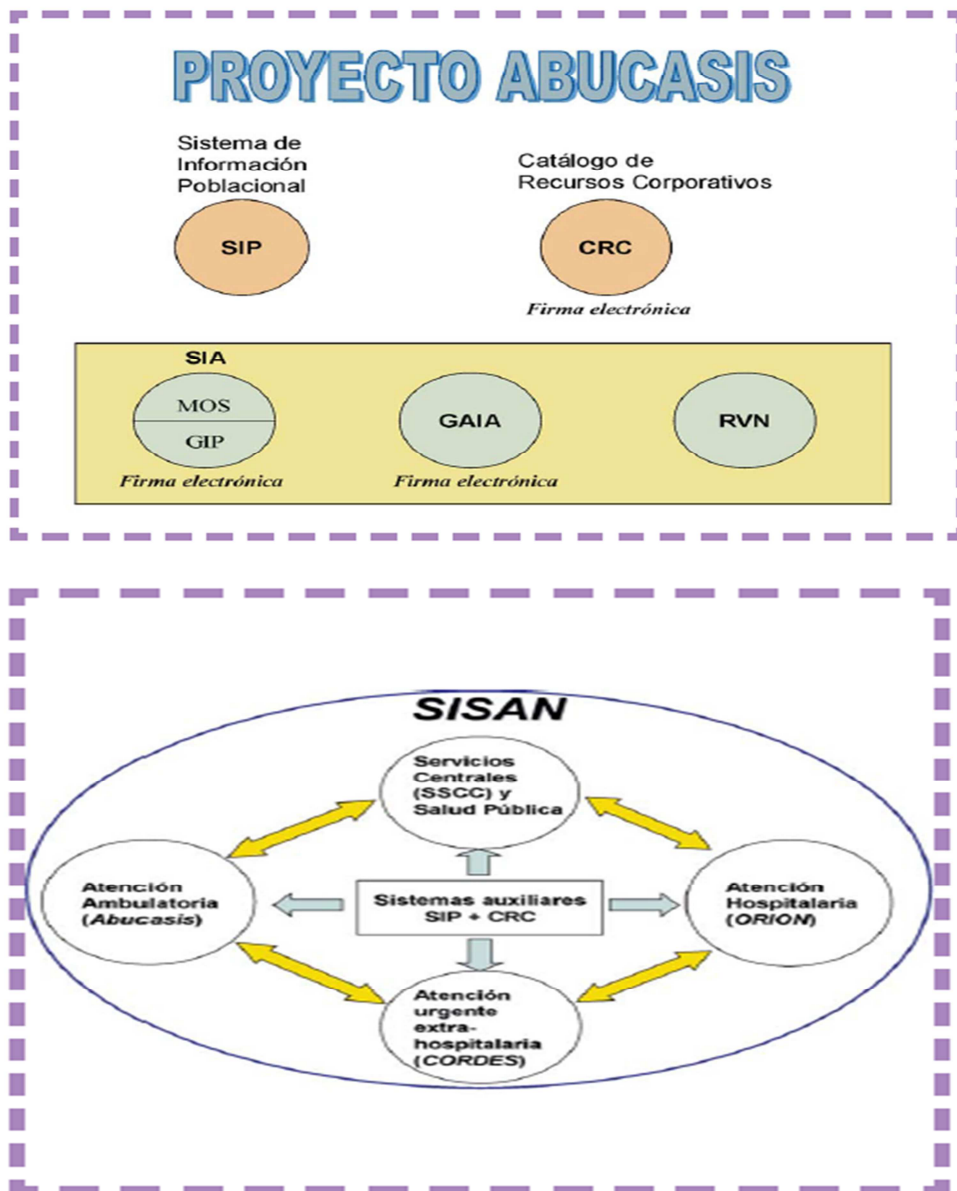 PROYECTO ABUCASIS
Sistema de
Información
Poblacional
SIP
Catálogo de
Recursos Corporativos
CRC
Firma electrónica
SIA
MOS
GIP
Firma electrónica
GAIA
Firma electrónica
RVN
SISAN
Servicios
Centrales
(SSCC) y
Salud Pública
Atención
Ambulatoria
(Abucasis)
Sistemas auxiliares
SIP + CRC
Atención
Hospitalaria
(ORION)
Atención
urgente
extra-
hospitalaria
(CORDES)